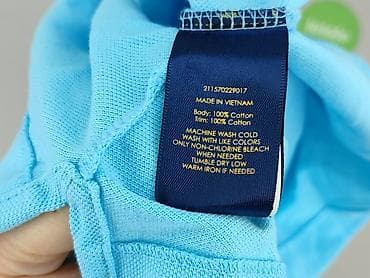 211570229017
MADE IN VIETNAM
Body: 100% Cotton
Trim: 100% Cotton
MACHINE WASH COLD
WASH WITH LIKE COLORS
ONLY NON-CHLORINE BLEACH
WHEN NEEDED
TUMBLE DRY LOW
WARM IRON IF NEEDED